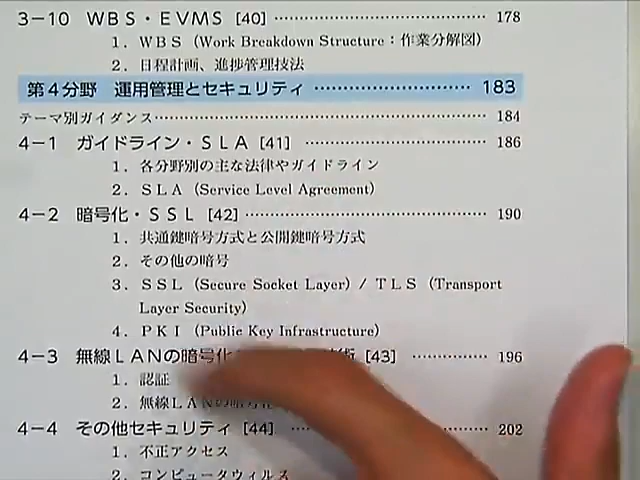 3－10 ＷＢＳ・ＥＶＭＳ [40] …………………………… 178
1．ＷＢＳ（Work Breakdown Structure：作業分解図）
2．日程計画、進捗管理技法
第４分野 運用管理とセキュリティ ……………………… 183
テーマ別ガイダンス…………………………………………… 184
4－1 ガイドライン・ＳＬＡ [41] ……………………… 186
1．各分野別の主な法律やガイドライン
2．ＳＬＡ（Service Level Agreement）
4－2 暗号化・ＳＳＬ [42] ……………………………… 190
1．共通鍵暗号方式と公開鍵暗号方式
2．その他の暗号
3．ＳＳＬ（Secure Socket Layer）/ ＴＬＳ（Transport
Layer Security）
4．ＰＫＩ（Public Key Infrastructure）
4－3 無線ＬＡＮの暗号化 術 [43] ………… 196
1．認証
2．無線ＬＡＮの暗号化
4－4 その他セキュリティ [44] ………………… 202
1．不正アクセス
2．コンピュータウィルス